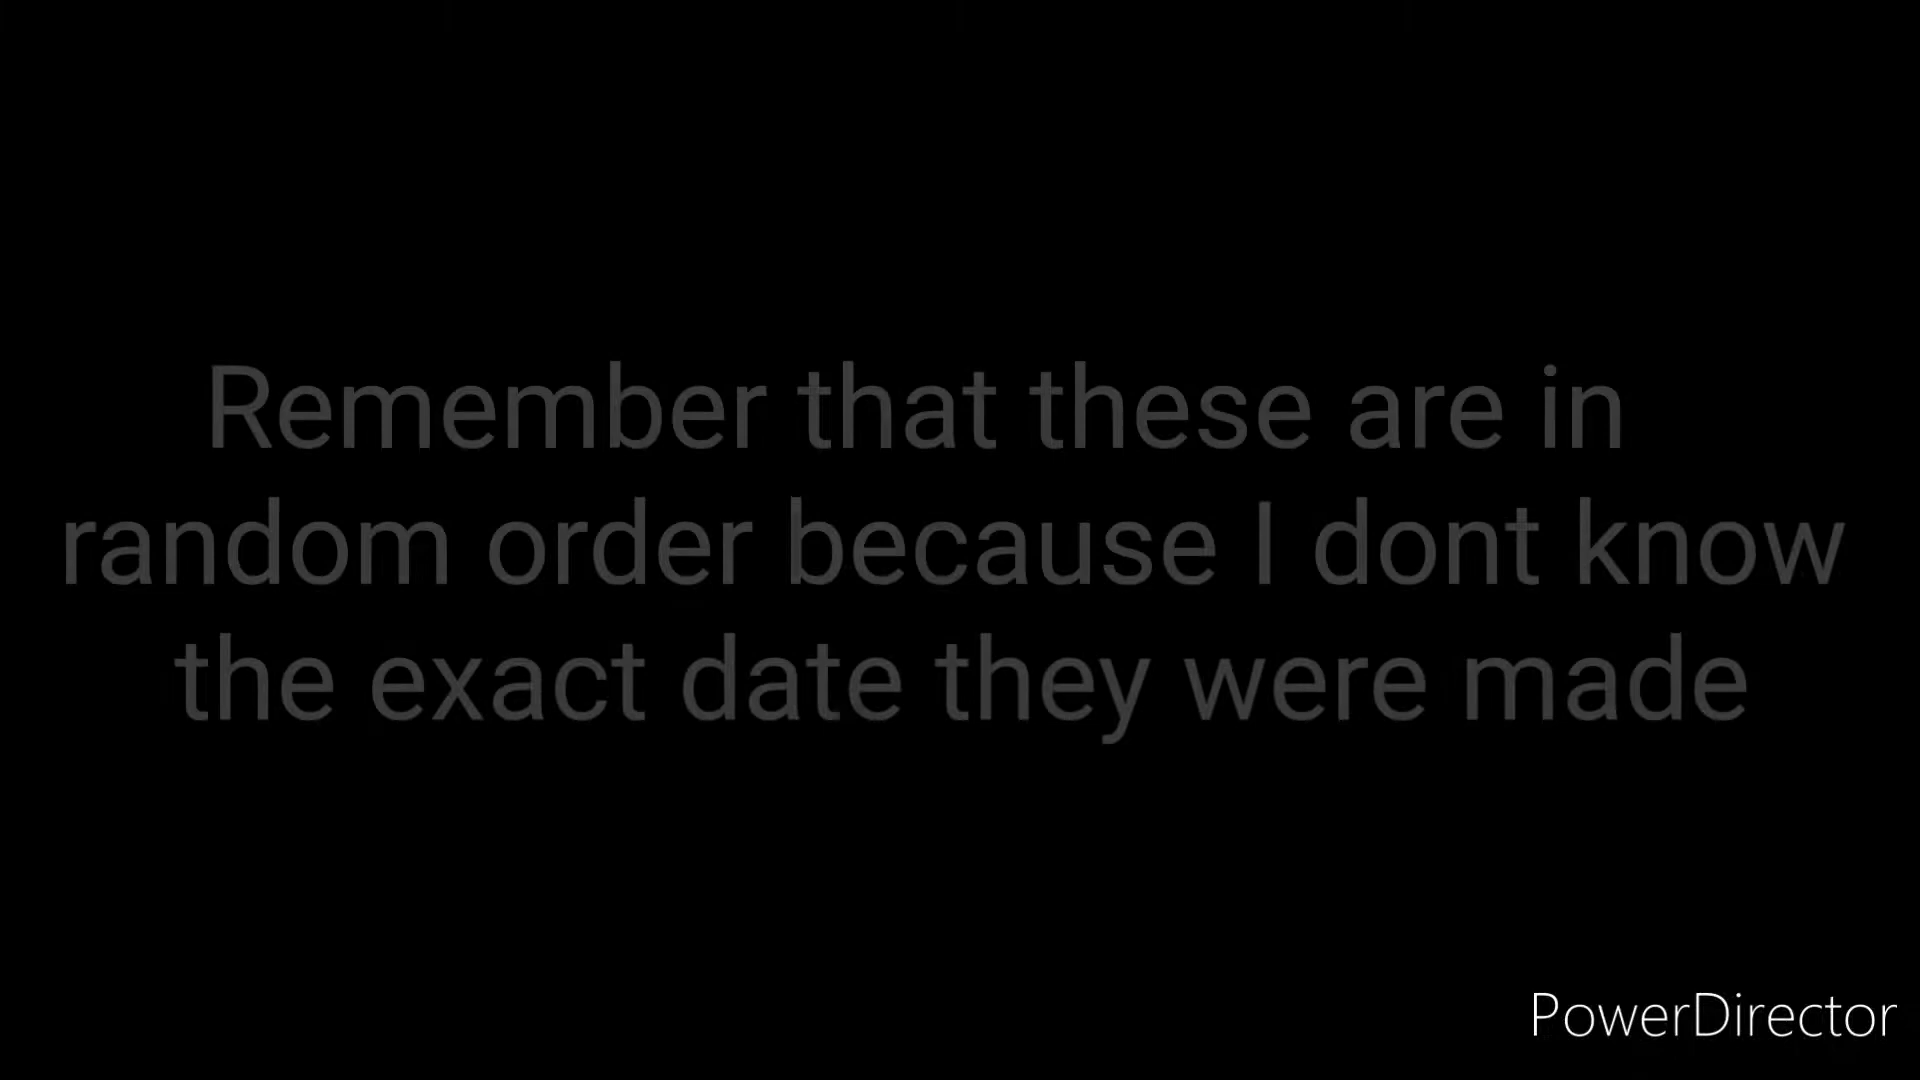 Remember that these are in
random order because I dont know
the exact date they were made
PowerDirector